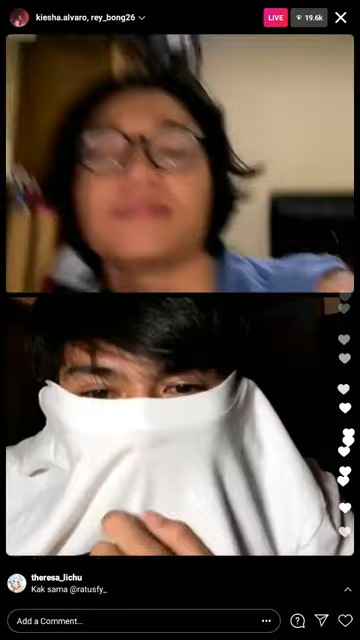 kiesha.alvaro, rey_bong26
LIVE
19.6k
theresa_lichu
Kak sama @ratusfy_
Add a Comment...